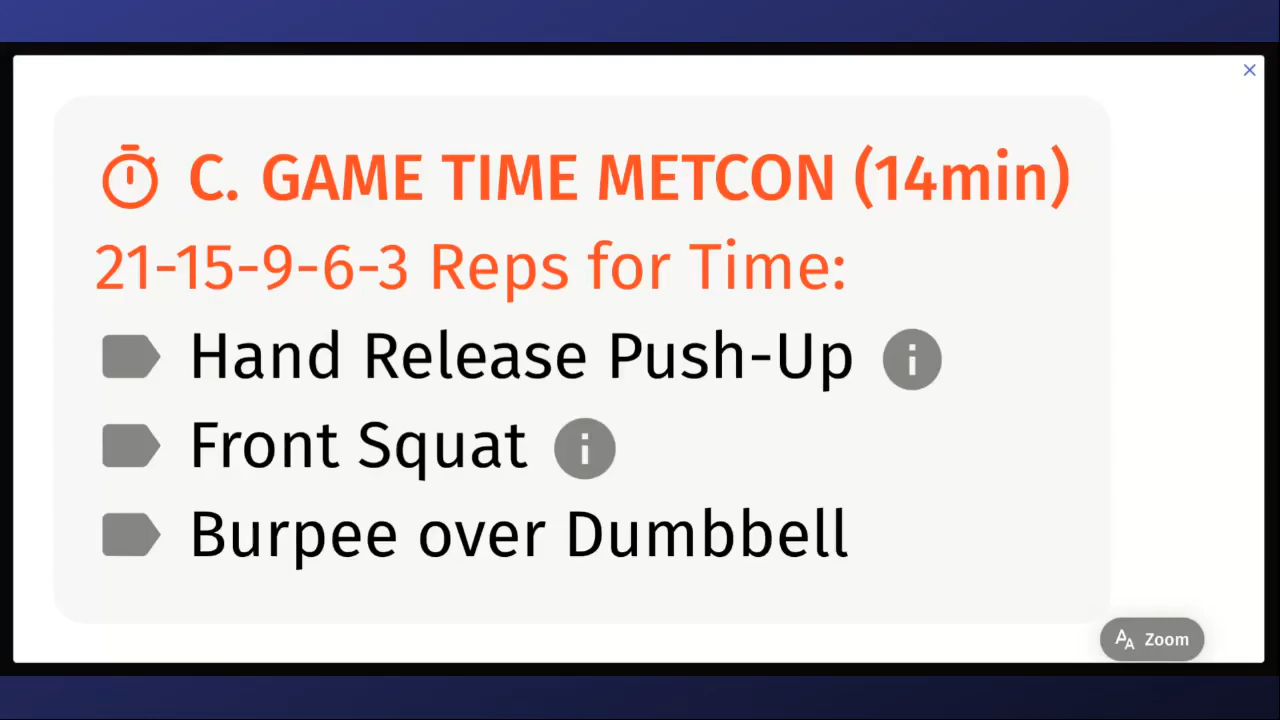 C. GAME TIME METCON (14min)
21-15-9-6-3 Reps for Time:
Hand Release Push-Up i
Front Squat i
Burpee over Dumbbell
AA Zoom